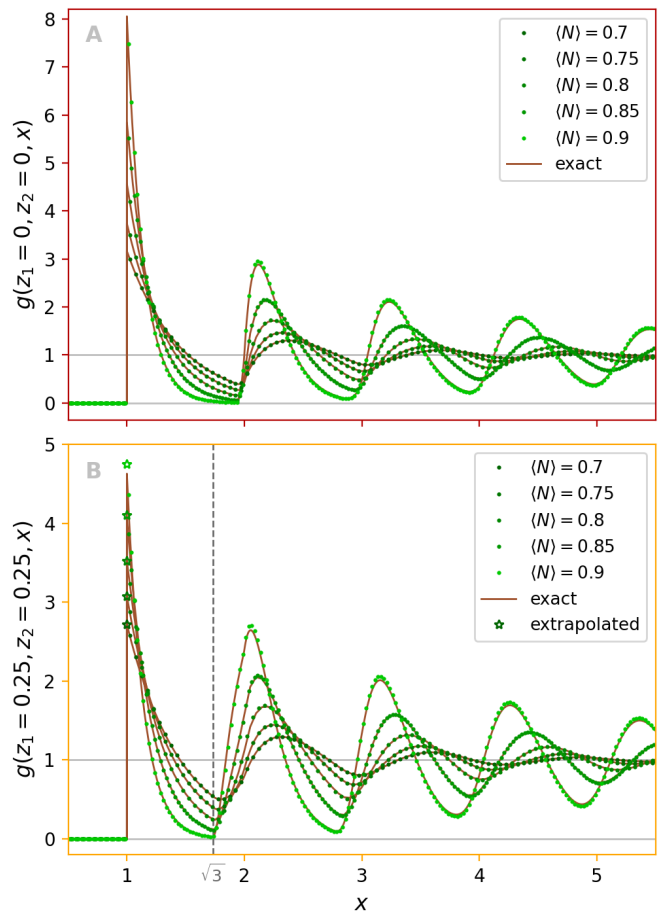 A
g(z₁ = 0, z₂ = 0, x)
8
7
6
5
4
3
2
1
0
⟨N⟩ = 0.7
⟨N⟩ = 0.75
⟨N⟩ = 0.8
⟨N⟩ = 0.85
⟨N⟩ = 0.9
exact
B
g(z₁ = 0.25, z₂ = 0.25, x)
5
4
3
2
1
0
⟨N⟩ = 0.7
⟨N⟩ = 0.75
⟨N⟩ = 0.8
⟨N⟩ = 0.85
⟨N⟩ = 0.9
exact
extrapolated
1 √3 2 3 4 5
x